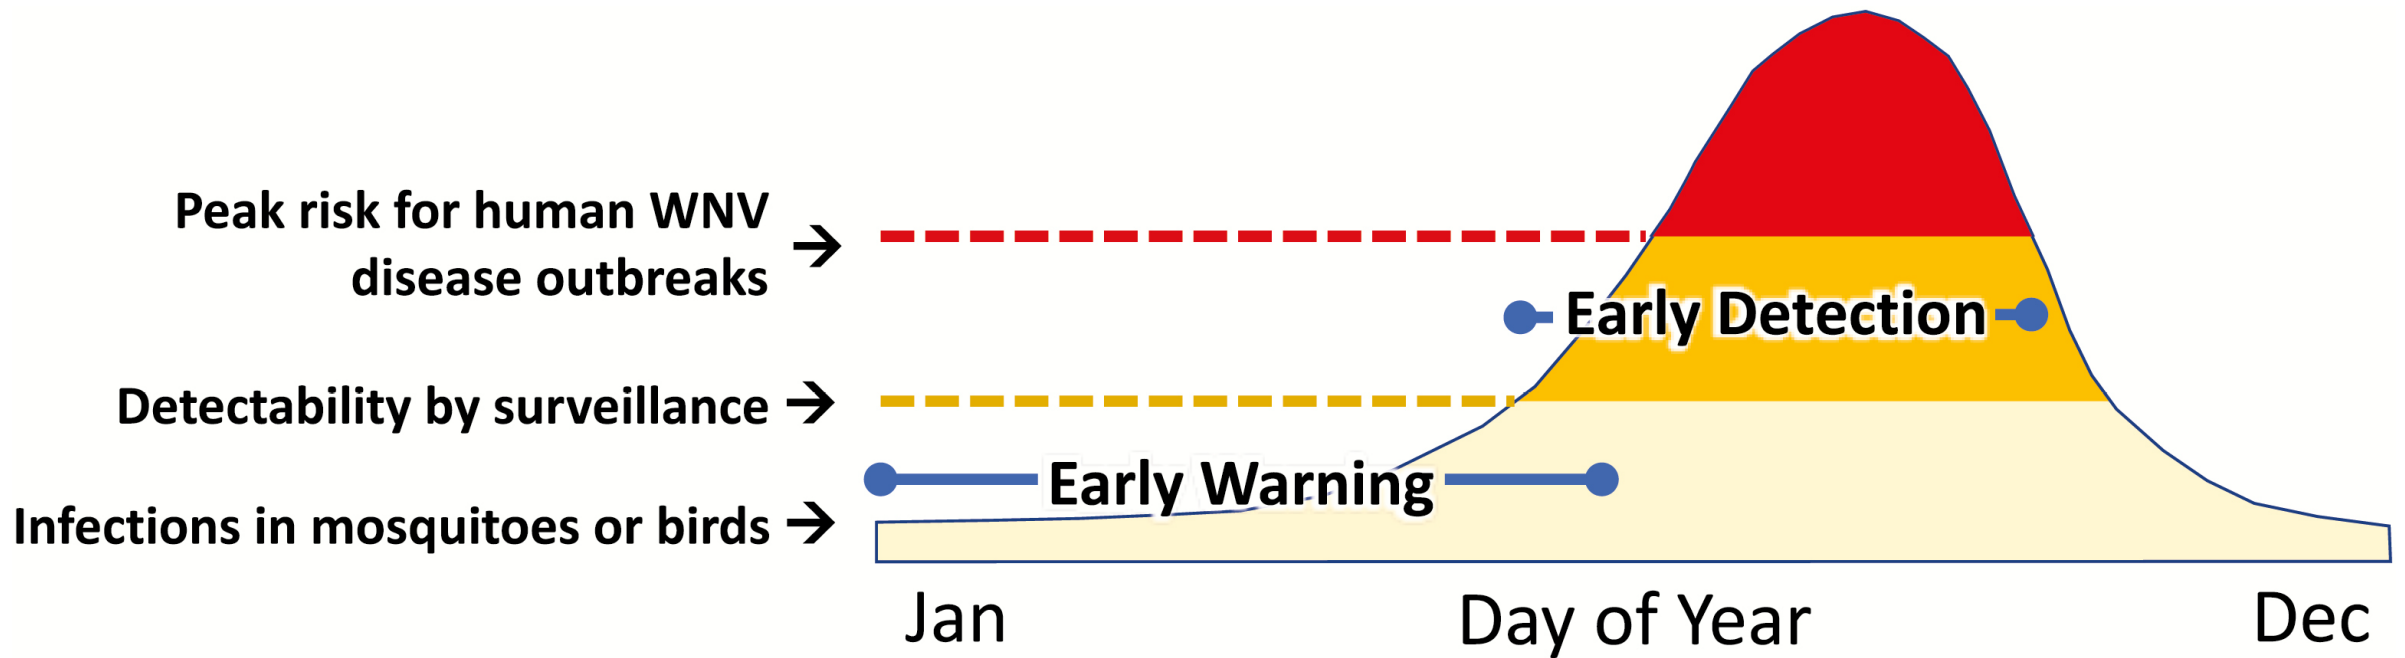 Peak risk for human WNV
disease outbreaks
Early Detection
Detectability by surveillance
Early Warning
Infections in mosquitoes or birds
Jan
Day of Year
Dec